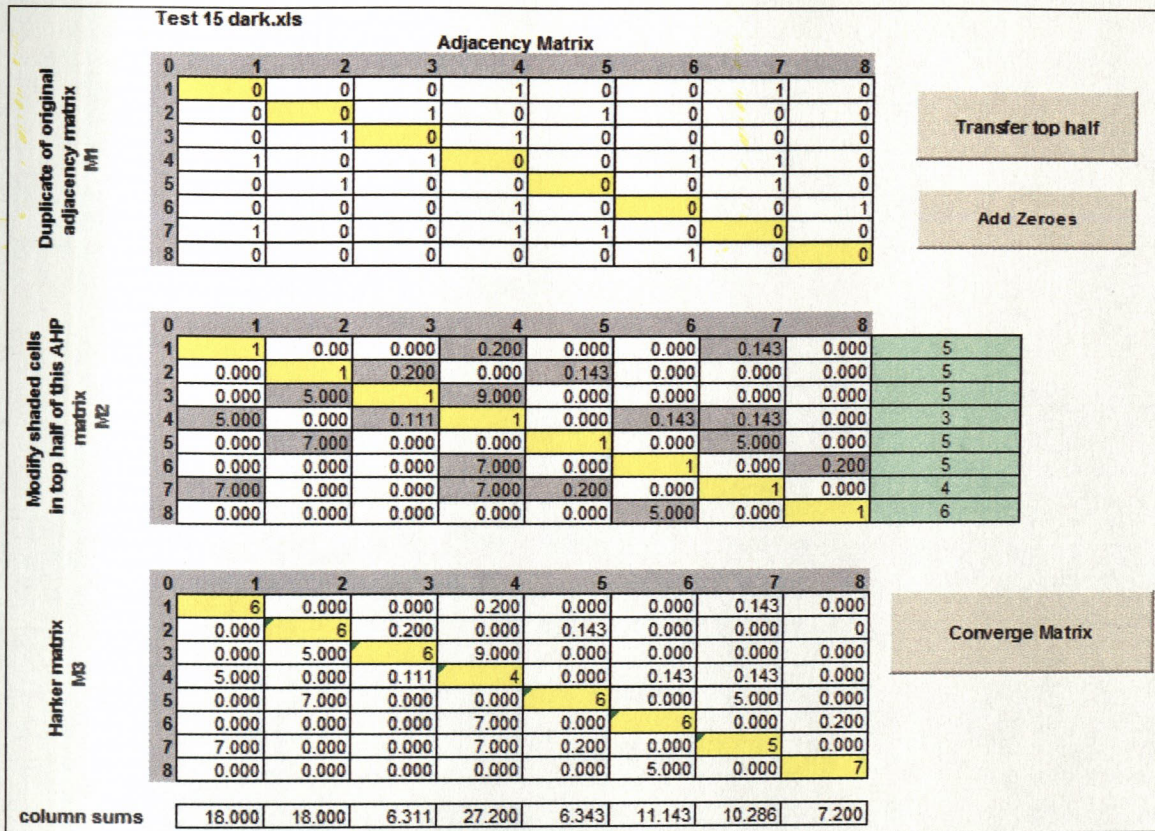 Test 15 dark.xls
Adjacency Matrix
Duplicate of original
adjacency matrix
M1
0 1 2 3 4 5 6 7 8
1 0 0 0 1 0 0 1 0
2 0 0 1 0 1 0 0 0
3 0 1 0 1 0 0 0 0
4 1 0 1 0 0 1 1 0
5 0 1 0 0 0 0 1 0
6 0 0 0 1 0 0 0 1
7 1 0 0 1 1 0 0 0
8 0 0 0 0 0 1 0 0
Transfer top half
Add Zeroes
Modify shaded cells
in top half of this AHP
matrix
M2
0 1 2 3 4 5 6 7 8
1 1 0.00 0.000 0.200 0.000 0.000 0.143 0.000 5
2 0.000 1 0.200 0.000 0.143 0.000 0.000 0.000 5
3 0.000 5.000 1 9.000 0.000 0.000 0.000 0.000 5
4 5.000 0.000 0.111 1 0.000 0.143 0.143 0.000 3
5 0.000 7.000 0.000 0.000 1 0.000 5.000 0.000 5
6 0.000 0.000 0.000 7.000 0.000 1 0.000 0.200 5
7 7.000 0.000 0.000 7.000 0.200 0.000 1 0.000 4
8 0.000 0.000 0.000 0.000 0.000 5.000 0.000 1 6
Harker matrix
M3
0 1 2 3 4 5 6 7 8
1 6 0.000 0.000 0.200 0.000 0.000 0.143 0.000
2 0.000 6 0.200 0.000 0.143 0.000 0.000 0
3 0.000 5.000 6 9.000 0.000 0.000 0.000 0.000
4 5.000 0.000 0.111 4 0.000 0.143 0.143 0.000
5 0.000 7.000 0.000 0.000 6 0.000 5.000 0.000
6 0.000 0.000 0.000 7.000 0.000 6 0.000 0.200
7 7.000 0.000 0.000 7.000 0.200 0.000 5 0.000
8 0.000 0.000 0.000 0.000 0.000 5.000 0.000 7
Converge Matrix
column sums 18.000 18.000 6.311 27.200 6.343 11.143 10.286 7.200